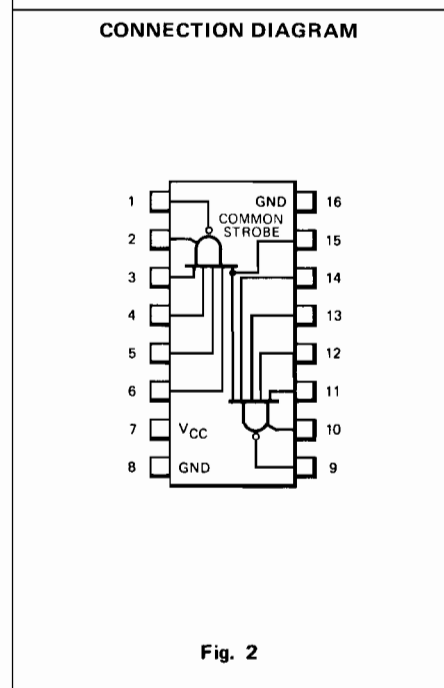 CONNECTION DIAGRAM
1 GND 16
COMMON
STROBE
2 15
3 14
4 13
5 12
6 11
7 VCC 10
8 GND 9
Fig. 2